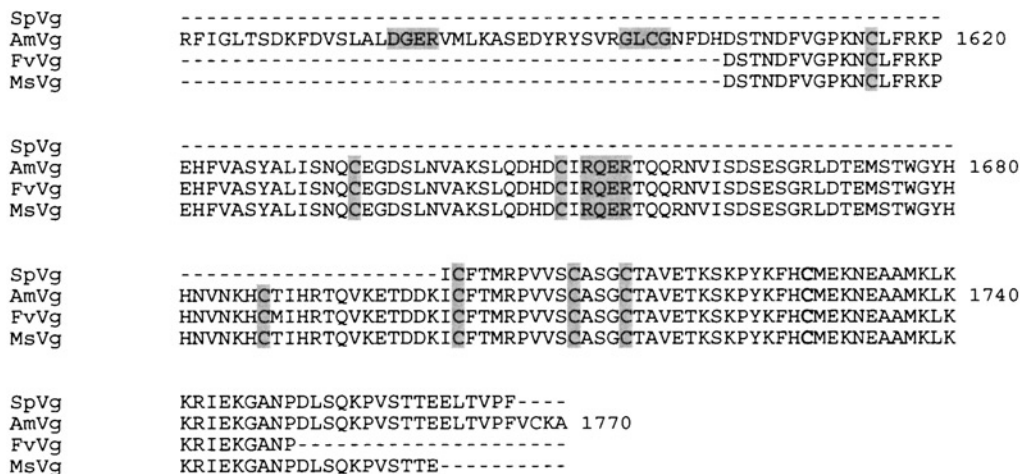 SpVg -----------------------------------------------------------
AmVg RFIGLTSDKFDVSLALDGERVMLKASEDYRYSVRGLCGNFDHDSTNDFVGPKNCLFRKP 1620
FvVg ------------------------------------------DSTNDFVGPKNCLFRKP
MsVg ------------------------------------------DSTNDFVGPKNCLFRKP
SpVg ------------------------------------------------------------
AmVg EHFVASYALISNQCEGDSLNVAKSLQDHDCIRQERTQQRNVISDSESGRLDTEMSTWGYH 1680
FvVg EHFVASYALISNQCEGDSLNVAKSLQDHDCIRQERTQQRNVISDSESGRLDTEMSTWGYH
MsVg EHFVASYALISNQCEGDSLNVAKSLQDHDCIRQERTQQRNVISDSESGRLDTEMSTWGYH
SpVg --------------------ICFTMRPVVSCASGCTAVETKSKPYKFHCMEKNEAAMKLK
AmVg HNVNKHCTIHRTQVKETDDKICFTMRPVVSCASGCTAVETKSKPYKFHCMEKNEAAMKLK 1740
FvVg HNVNKHCMIHRTQVKETDDKICFTMRPVVSCASGCTAVETKSKPYKFHCMEKNEAAMKLK
MsVg HNVNKHCTIHRTQVKETDDKICFTMRPVVSCASGCTAVETKSKPYKFHCMEKNEAAMKLK
SpVg KRIEKGANPDLSQKPVSTTEELTVPF----
AmVg KRIEKGANPDLSQKPVSTTEELTVPFVCKA 1770
FvVg KRIEKGANP---------------------
MsVg KRIEKGANPDLSQKPVSTTE----------